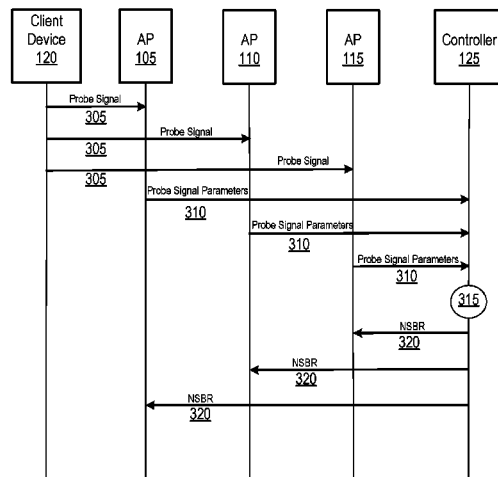 Client
Device
120
AP
105
AP
110
AP
115
Controller
125
Probe Signal
305
Probe Signal
305
Probe Signal
305
Probe Signal Parameters
310
Probe Signal Parameters
310
Probe Signal Parameters
310
315
NSBR
320
NSBR
320
NSBR
320